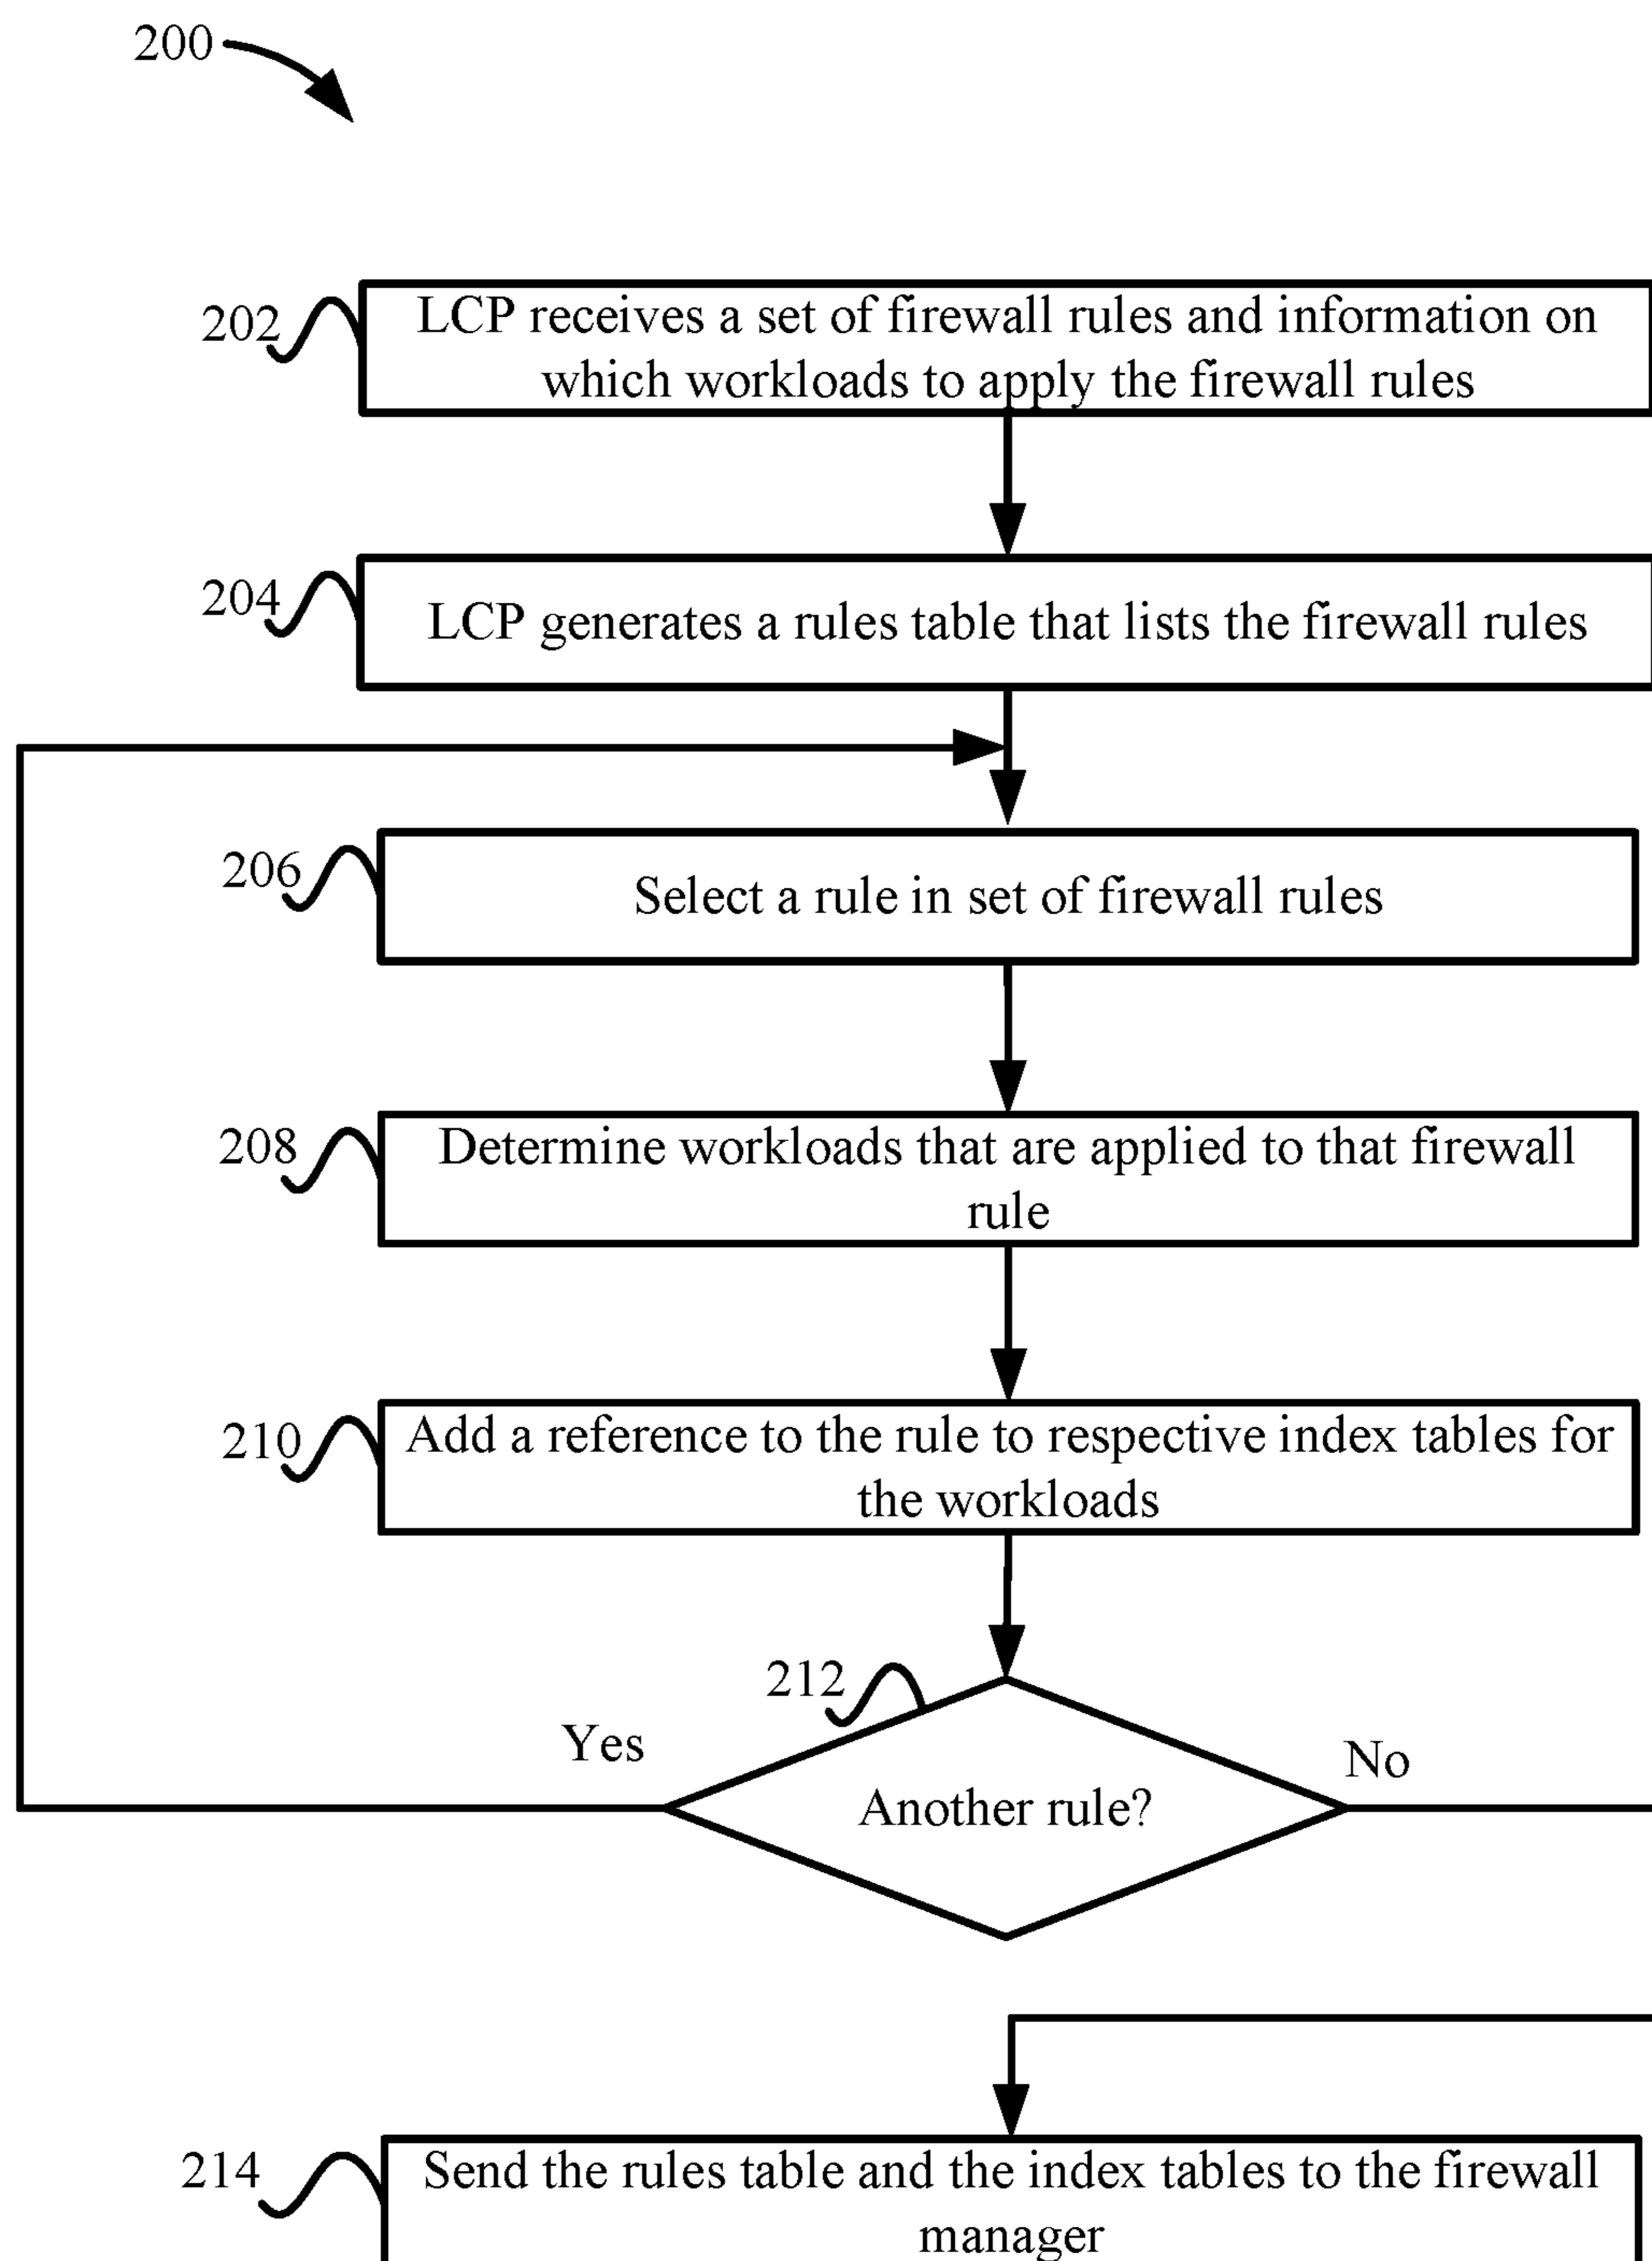 200
202
LCP receives a set of firewall rules and information on
which workloads to apply the firewall rules
204
LCP generates a rules table that lists the firewall rules
206
Select a rule in set of firewall rules
208
Determine workloads that are applied to that firewall
rule
210
Add a reference to the rule to respective index tables for
the workloads
212
Yes
No
Another rule?
214
Send the rules table and the index tables to the firewall
manager